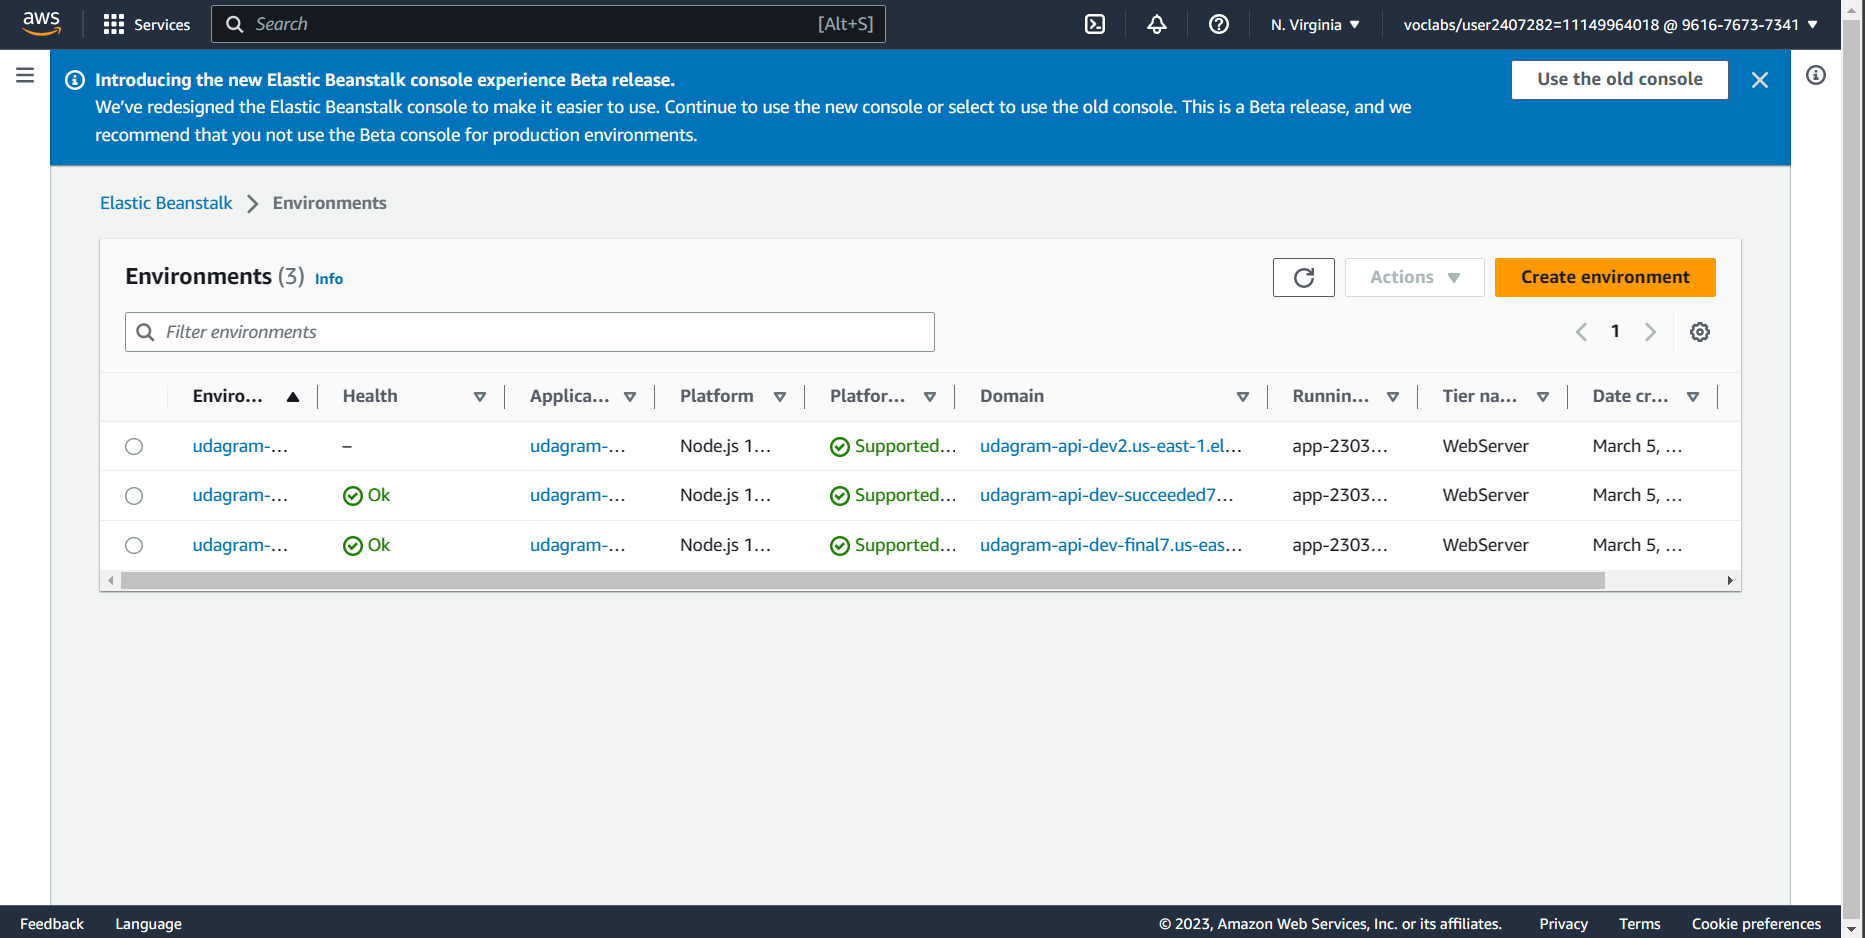 aws
Services
Search
[Alt+S]
N. Virginia
voclabs/user2407282=11149964018 @ 9616-7673-7341
Introducing the new Elastic Beanstalk console experience Beta release.
We've redesigned the Elastic Beanstalk console to make it easier to use. Continue to use the new console or select to use the old console. This is a Beta release, and we
recommend that you not use the Beta console for production environments.
Use the old console
Elastic Beanstalk > Environments
Environments (3) Info
Actions
Create environment
Filter environments
1
Enviro... Health Applica... Platform Platfor... Domain Runnin... Tier na... Date cr...
udagram-... – udagram-... Node.js 1... Supported... udagram-api-dev2.us-east-1.el... app-2303... WebServer March 5, ...
udagram-... Ok udagram-... Node.js 1... Supported... udagram-api-dev-succeeded7... app-2303... WebServer March 5, ...
udagram-... Ok udagram-... Node.js 1... Supported... udagram-api-dev-final7.us-eas... app-2303... WebServer March 5, ...
Feedback
Language
© 2023, Amazon Web Services, Inc. or its affiliates.
Privacy
Terms
Cookie preferences